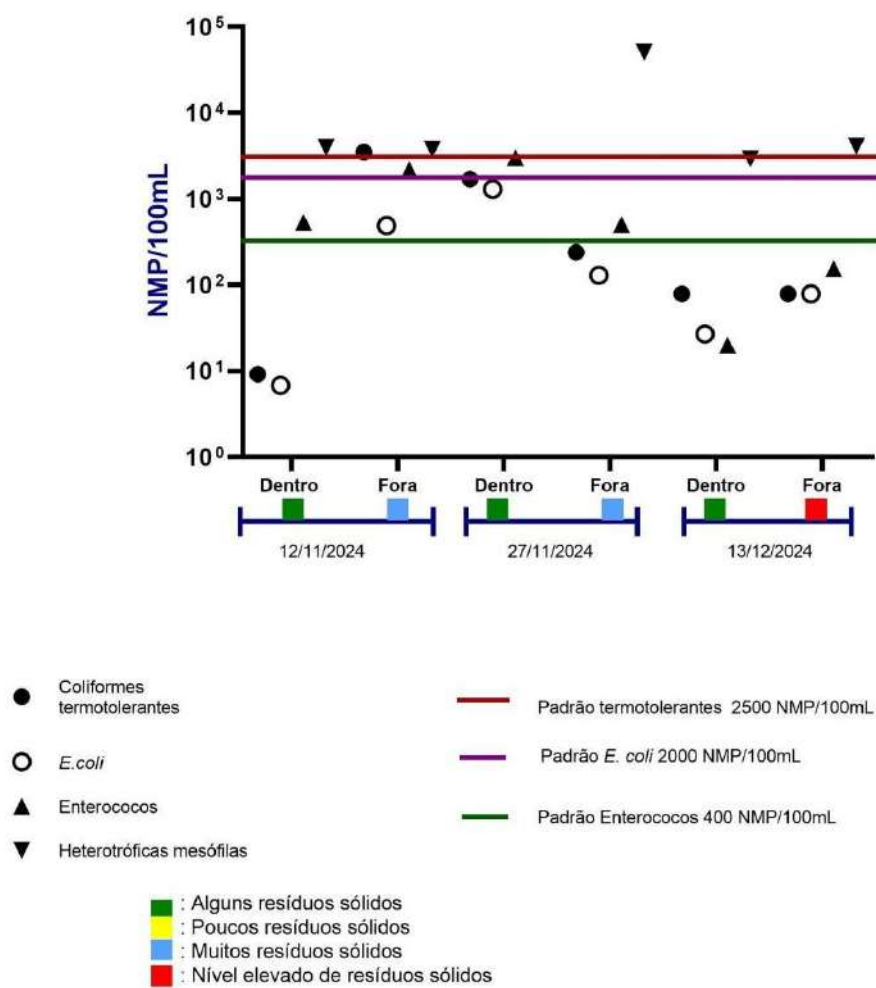 10⁵
10⁴
10³
10²
10¹
10⁰
NMP/100mL
Dentro Fora Dentro Fora Dentro Fora
12/11/2024 27/11/2024 13/12/2024
Coliformes
termotolerantes
E.coli
Enterococos
Heterotróficas mesófilas
Padrão termotolerantes 2500 NMP/100mL
Padrão E. coli 2000 NMP/100mL
Padrão Enterococos 400 NMP/100mL
: Alguns resíduos sólidos
: Poucos resíduos sólidos
: Muitos resíduos sólidos
: Nível elevado de resíduos sólidos